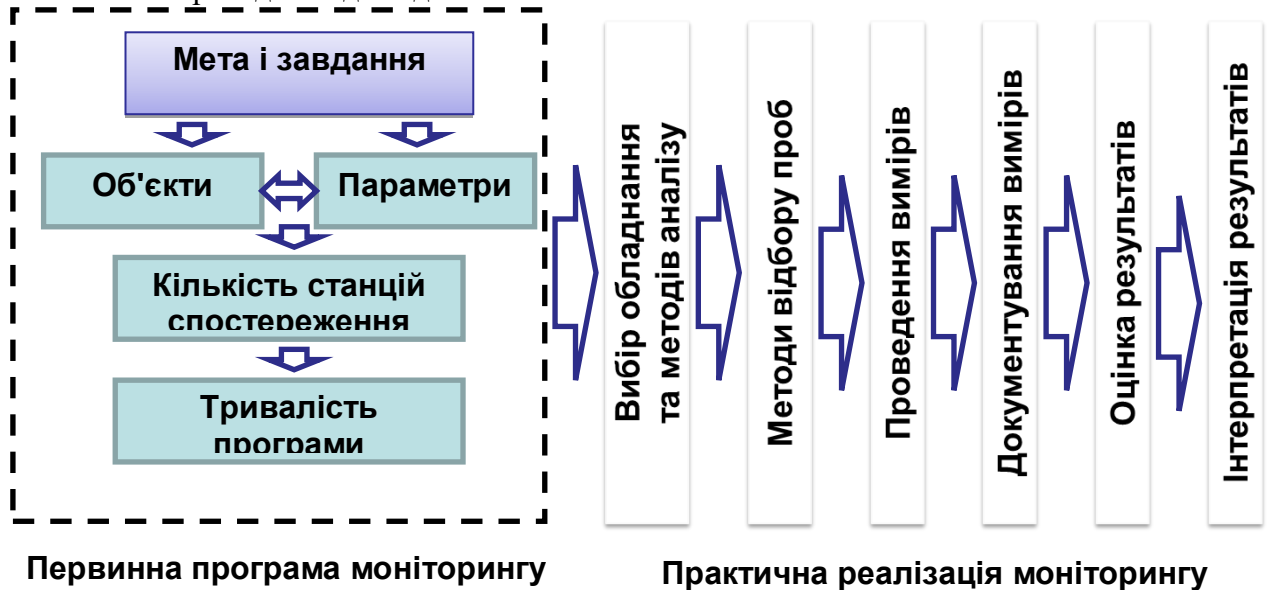 Мета і завдання
Об'єкти
Параметри
Кількість станцій
спостереження
Тривалість
програми
Вибір обладнання
та методів аналізу
Методи відбору проб
Проведення вимірів
Документування вимірів
Оцінка результатів
Інтерпретація результатів
Первинна програма моніторингу
Практична реалізація моніторингу